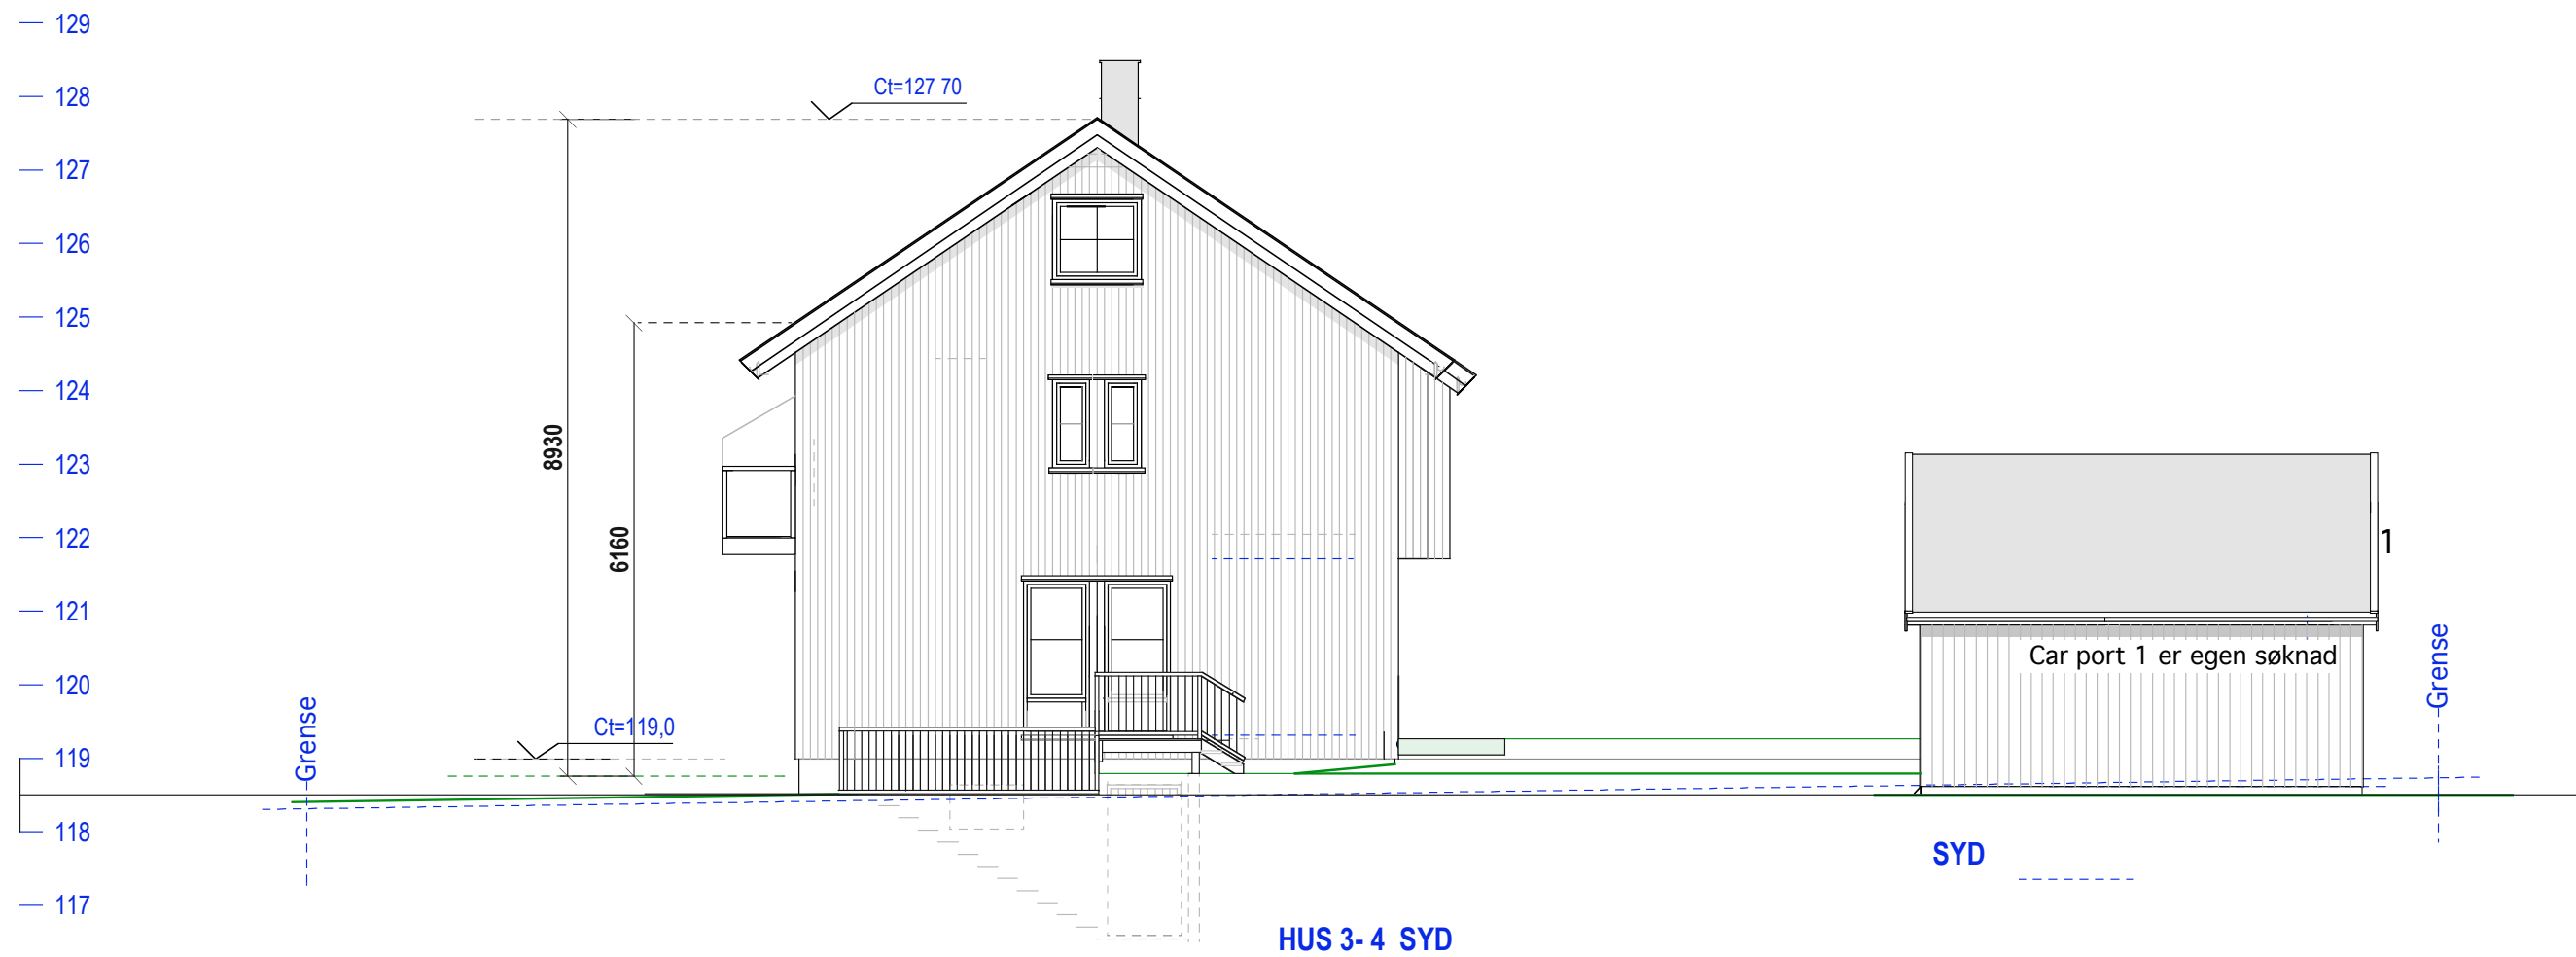 129
128
127
126
125
124
123
122
121
120
119
118
117
Ct=127 70
8930
6160
Ct=119,0
Grense
1
Car port 1 er egen søknad
Grense
SYD
HUS 3- 4 SYD